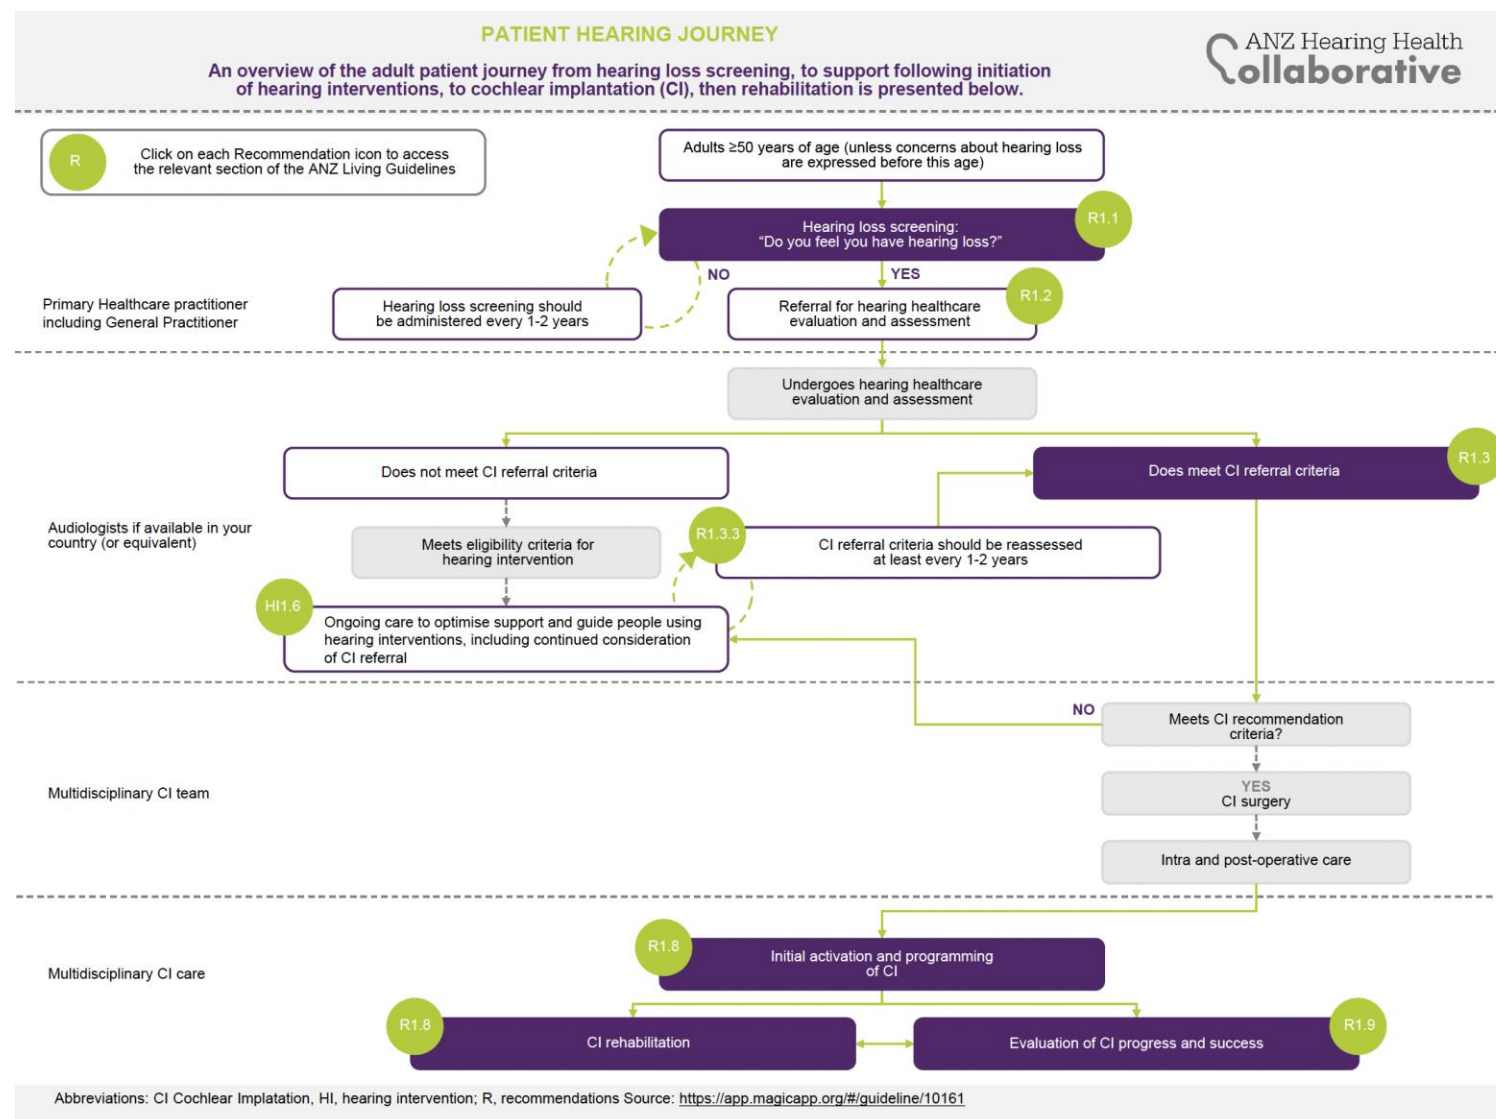 PATIENT HEARING JOURNEY
An overview of the adult patient journey from hearing loss screening, to support following initiation
of hearing interventions, to cochlear implantation (CI), then rehabilitation is presented below.
ANZ Hearing Health
Collaborative
R
Click on each Recommendation icon to access
the relevant section of the ANZ Living Guidelines
Adults ≥50 years of age (unless concerns about hearing loss
are expressed before this age)
Hearing loss screening:
“Do you feel you have hearing loss?”
R1.1
NO
YES
Primary Healthcare practitioner
including General Practitioner
Hearing loss screening should
be administered every 1-2 years
Referral for hearing healthcare
evaluation and assessment
R1.2
Undergoes hearing healthcare
evaluation and assessment
Does not meet CI referral criteria
Does meet CI referral criteria
R1.3
Audiologists if available in your
country (or equivalent)
Meets eligibility criteria for
hearing intervention
R1.3.3
CI referral criteria should be reassessed
at least every 1-2 years
HI1.6
Ongoing care to optimise support and guide people using
hearing interventions, including continued consideration
of CI referral
NO
Meets CI recommendation
criteria?
Multidisciplinary CI team
YES
CI surgery
Intra and post-operative care
Multidisciplinary CI care
R1.8
Initial activation and programming
of CI
R1.8
CI rehabilitation
Evaluation of CI progress and success
R1.9
Abbreviations: CI Cochlear Implatation, HI, hearing intervention; R, recommendations Source: https://app.magicapp.org/#/guideline/10161